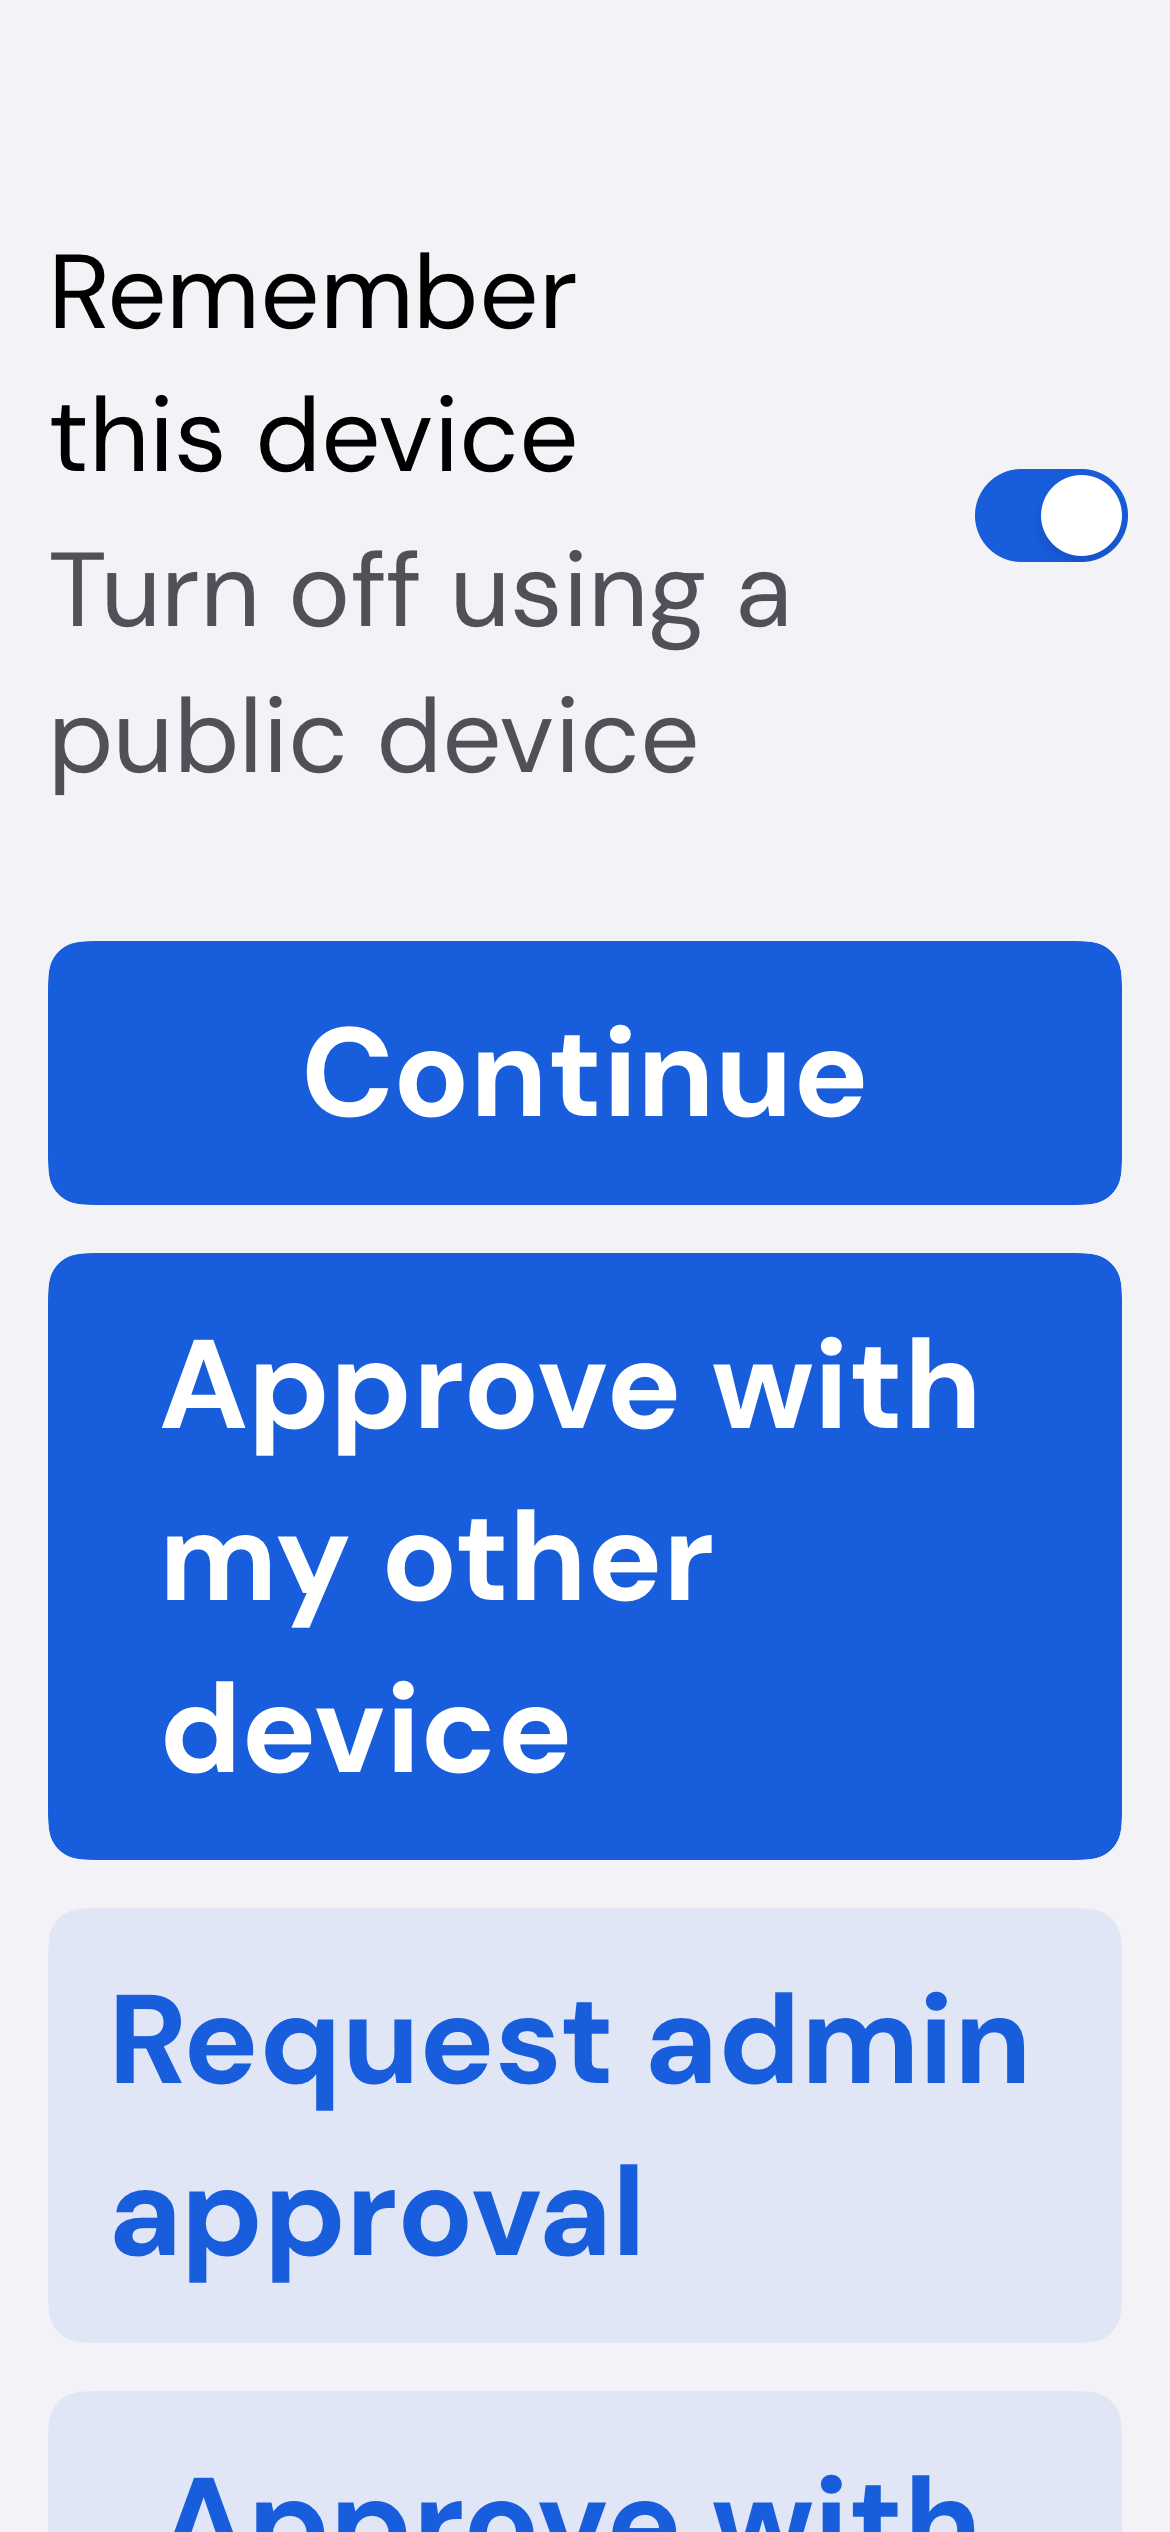 Remember
this device
Turn off using a
public device
Continue
Approve with
my other
device
Request admin
approval
Approve with